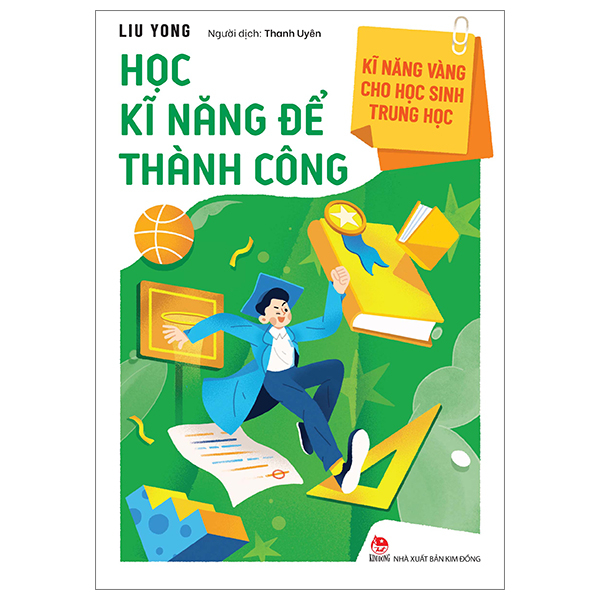 LIU YONG
Người dịch: Thanh Uyên
HỌC
KĨ NĂNG ĐỂ
THÀNH CÔNG
KĨ NĂNG VÀNG
CHO HỌC SINH
TRUNG HỌC
KIM ĐỒNG
NHÀ XUẤT BẢN KIM ĐỒNG